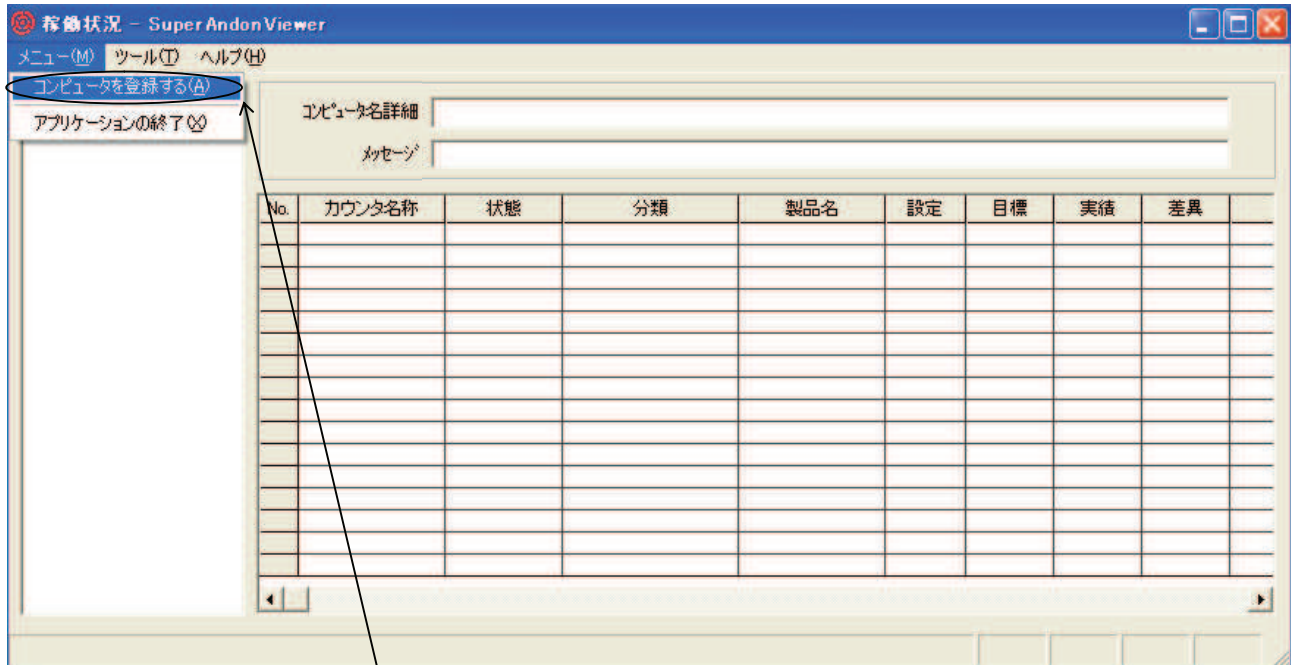 稼働状況 - SuperAndonViewer
メニュー(M) ツール(T) ヘルプ(H)
コンピュータを登録する(A)
アプリケーションの終了(X)
ｺﾝﾋﾟｭｰﾀ名詳細
ﾒｯｾｰｼﾞ
No. カウンタ名称 状態 分類 製品名 設定 目標 実績 差異